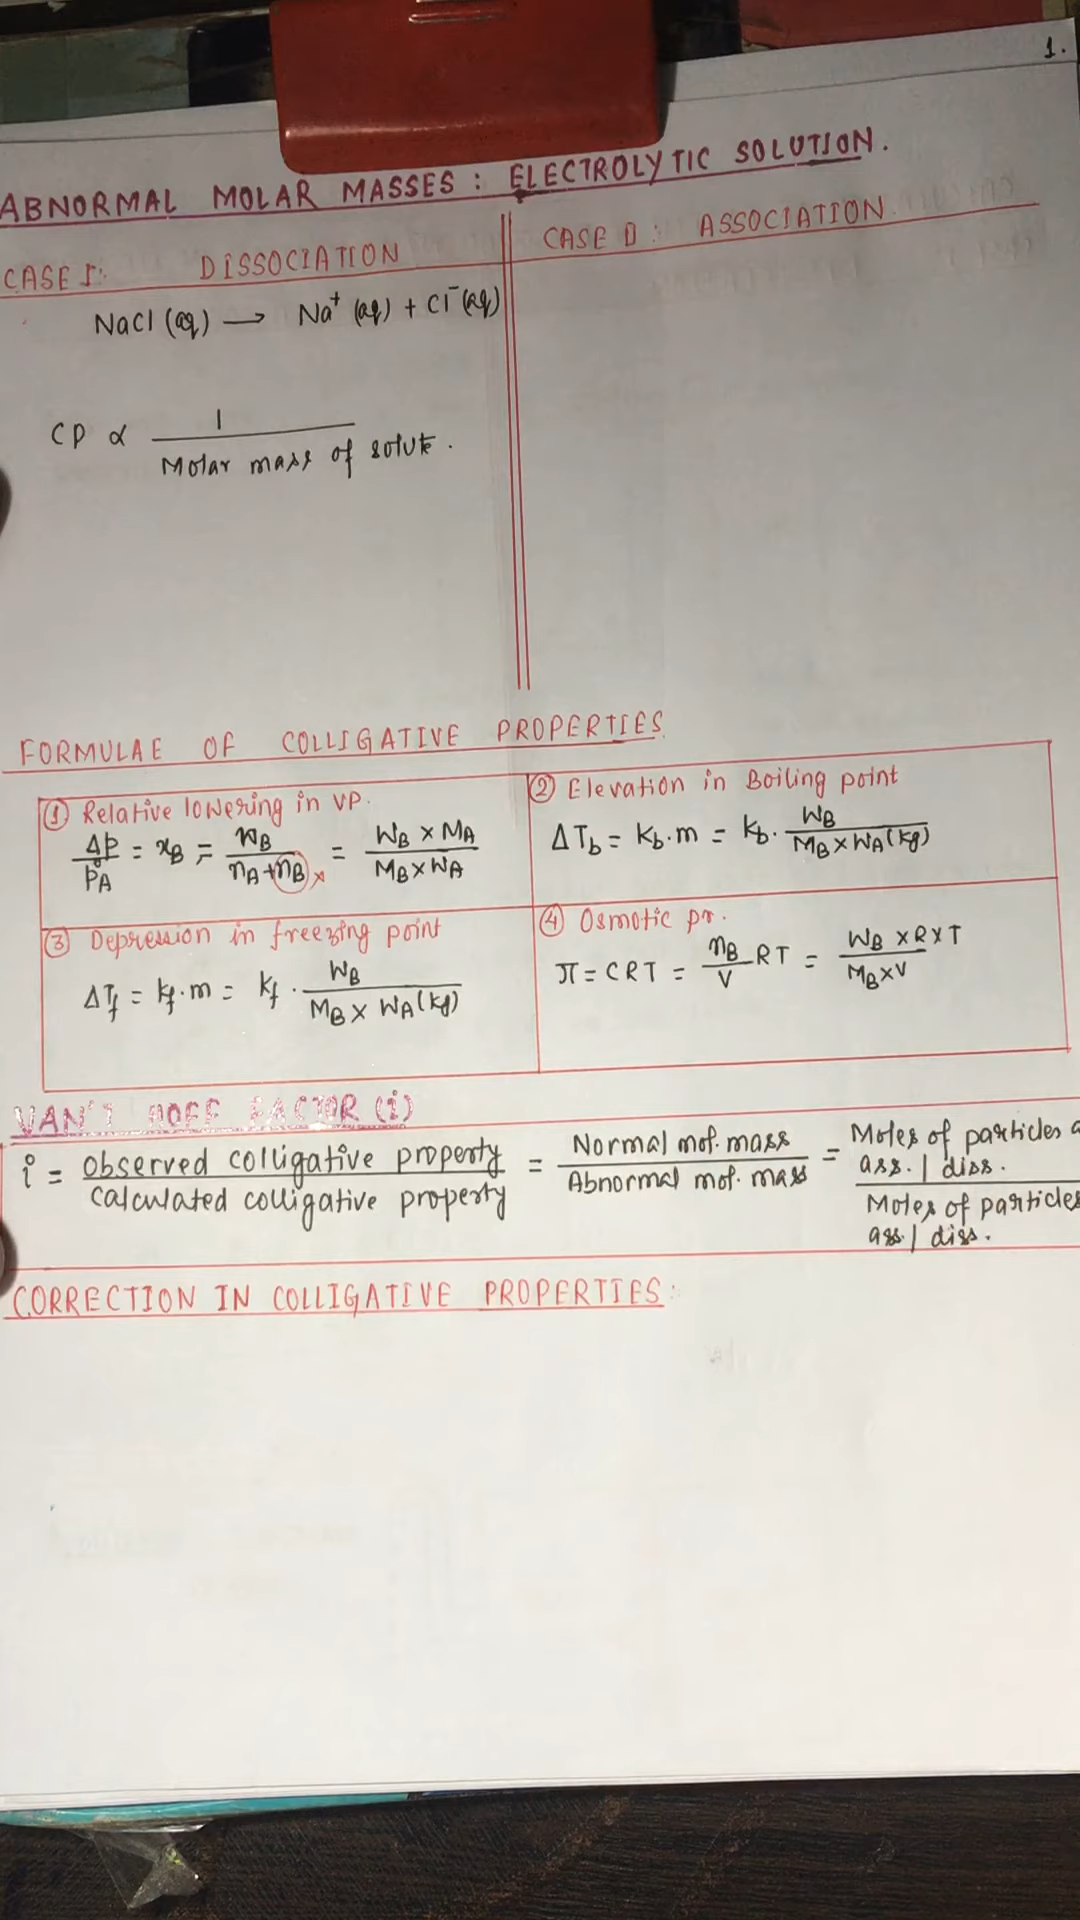 1.
ABNORMAL MOLAR MASSES : ELECTROLYTIC SOLUTION.
CASE I: DISSOCIATION
NaCl (aq) → Na⁺ (aq) + Cl⁻ (aq)
CP ∝ 1 / Molar mass of solute.
CASE II : ASSOCIATION
FORMULAE OF COLLIGATIVE PROPERTIES
① Relative lowering in VP.
Δp/p°A = xB = nB/(nA+nB) = (WB × MA)/(MB × WA)
② Elevation in Boiling point
ΔTb = Kb.m = Kb. WB/(MB × WA(kg))
③ Depression in freezing point
ΔTf = Kf.m = Kf . WB/(MB × WA(kg))
④ Osmotic pr.
π = CRT = nB/V RT = (WB × R × T)/(MB × V)
VAN'T HOFF FACTOR (i)
i = observed colligative property / calculated colligative property = Normal mol. mass / Abnormal mol. mass = Moles of particles ass. / diss. / Moles of particles ass. / diss.
CORRECTION IN COLLIGATIVE PROPERTIES :